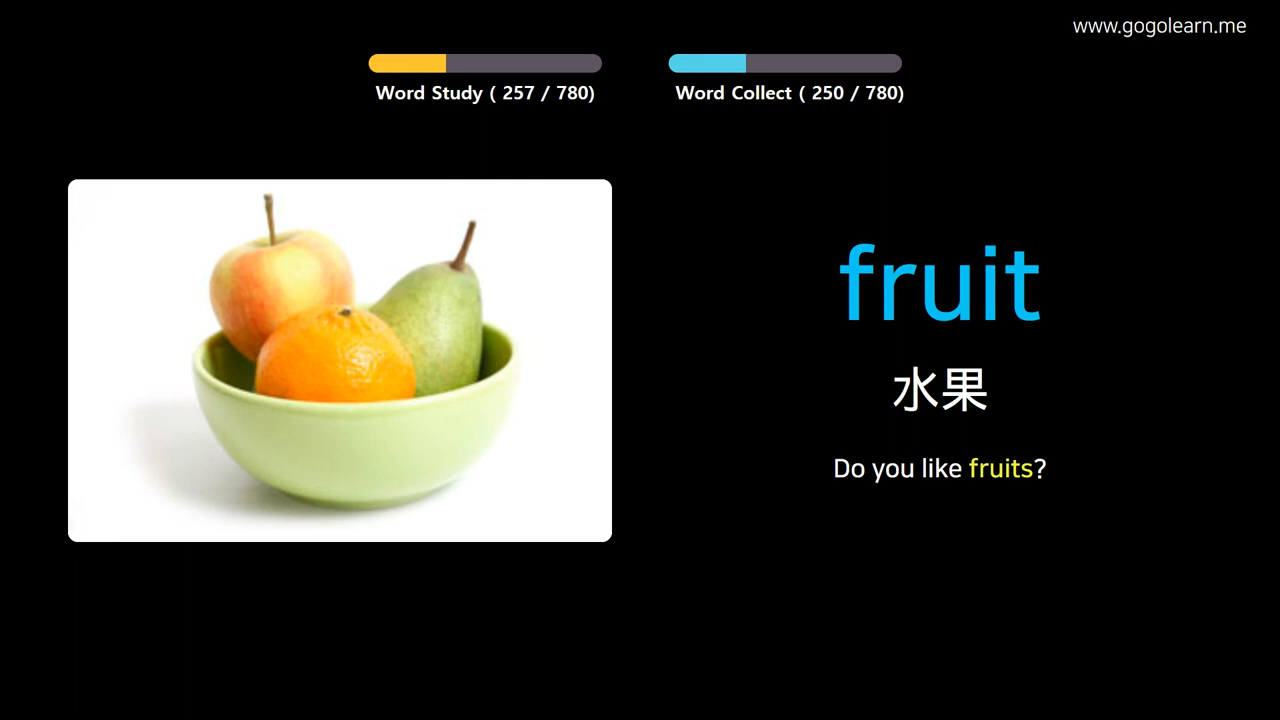 www.gogolearn.me
Word Study ( 257 / 780)
Word Collect ( 250 / 780)
fruit
水果
Do you like fruits?